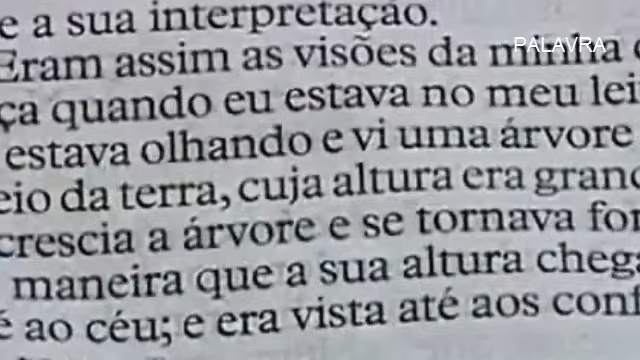 e a sua interpretação.
PALAVRA
Eram assim as visões da minha c
ça quando eu estava no meu lei
estava olhando e vi uma árvore
eio da terra, cuja altura era grand
crescia a árvore e se tornava for
maneira que a sua altura chega
é ao céu; e era vista até aos conf